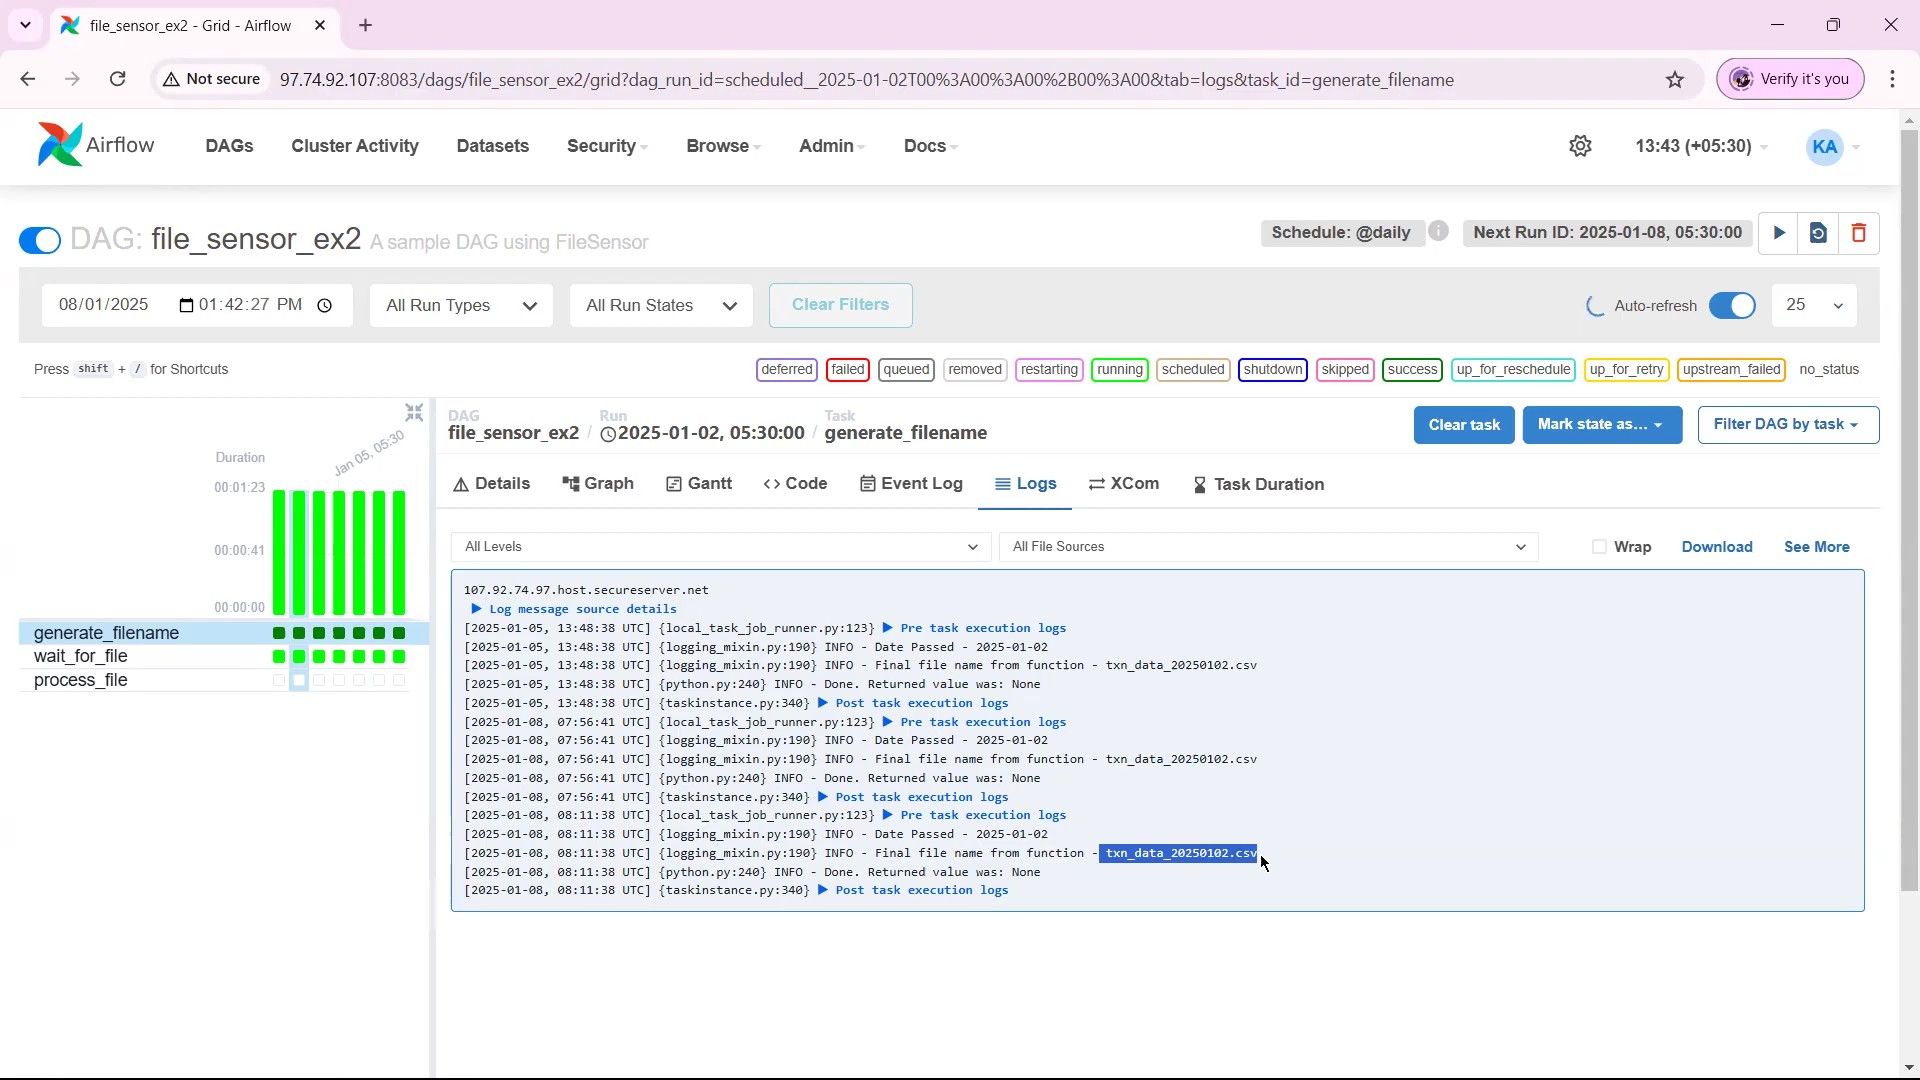 file_sensor_ex2 - Grid - Airflow
Not secure 97.74.92.107:8083/dags/file_sensor_ex2/grid?dag_run_id=scheduled__2025-01-02T00%3A00%3A00%2B00%3A00&tab=logs&task_id=generate_filename Verify it's you
Airflow DAGs Cluster Activity Datasets Security Browse Admin Docs 13:43 (+05:30) KA
DAG: file_sensor_ex2 A sample DAG using FileSensor Schedule: @daily i Next Run ID: 2025-01-08, 05:30:00
08/01/2025 01:42:27 PM All Run Types All Run States Clear Filters Auto-refresh 25
Press shift + / for Shortcuts deferred failed queued removed restarting running scheduled shutdown skipped success up_for_reschedule up_for_retry upstream_failed no_status
DAG Run Task
file_sensor_ex2 / 2025-01-02, 05:30:00 / generate_filename Clear task Mark state as... Filter DAG by task
Jan 05, 05:30
Duration
00:01:23
00:00:41
00:00:00
generate_filename
wait_for_file
process_file
Details Graph Gantt Code Event Log Logs XCom Task Duration
All Levels All File Sources Wrap Download See More
107.92.74.97.host.secureserver.net
▶ Log message source details
[2025-01-05, 13:48:38 UTC] {local_task_job_runner.py:123} ▶ Pre task execution logs
[2025-01-05, 13:48:38 UTC] {logging_mixin.py:190} INFO - Date Passed - 2025-01-02
[2025-01-05, 13:48:38 UTC] {logging_mixin.py:190} INFO - Final file name from function - txn_data_20250102.csv
[2025-01-05, 13:48:38 UTC] {python.py:240} INFO - Done. Returned value was: None
[2025-01-05, 13:48:38 UTC] {taskinstance.py:340} ▶ Post task execution logs
[2025-01-08, 07:56:41 UTC] {local_task_job_runner.py:123} ▶ Pre task execution logs
[2025-01-08, 07:56:41 UTC] {logging_mixin.py:190} INFO - Date Passed - 2025-01-02
[2025-01-08, 07:56:41 UTC] {logging_mixin.py:190} INFO - Final file name from function - txn_data_20250102.csv
[2025-01-08, 07:56:41 UTC] {python.py:240} INFO - Done. Returned value was: None
[2025-01-08, 07:56:41 UTC] {taskinstance.py:340} ▶ Post task execution logs
[2025-01-08, 08:11:38 UTC] {local_task_job_runner.py:123} ▶ Pre task execution logs
[2025-01-08, 08:11:38 UTC] {logging_mixin.py:190} INFO - Date Passed - 2025-01-02
[2025-01-08, 08:11:38 UTC] {logging_mixin.py:190} INFO - Final file name from function - txn_data_20250102.csv
[2025-01-08, 08:11:38 UTC] {python.py:240} INFO - Done. Returned value was: None
[2025-01-08, 08:11:38 UTC] {taskinstance.py:340} ▶ Post task execution logs